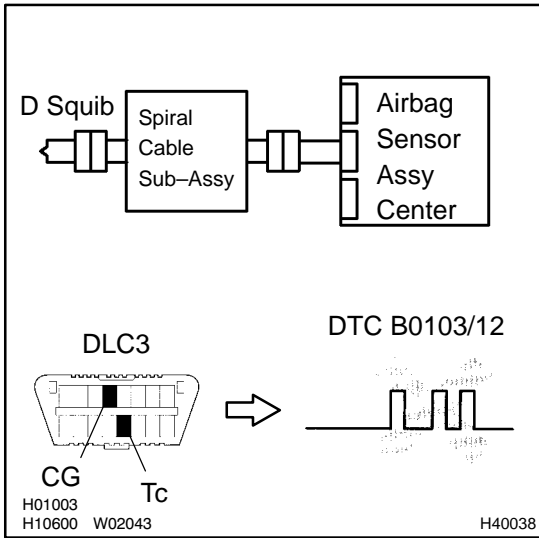 D Squib
Spiral
Cable
Sub–Assy
Airbag
Sensor
Assy
Center
DLC3
DTC B0103/12
CG
Tc
H01003
H10600 W02043
H40038